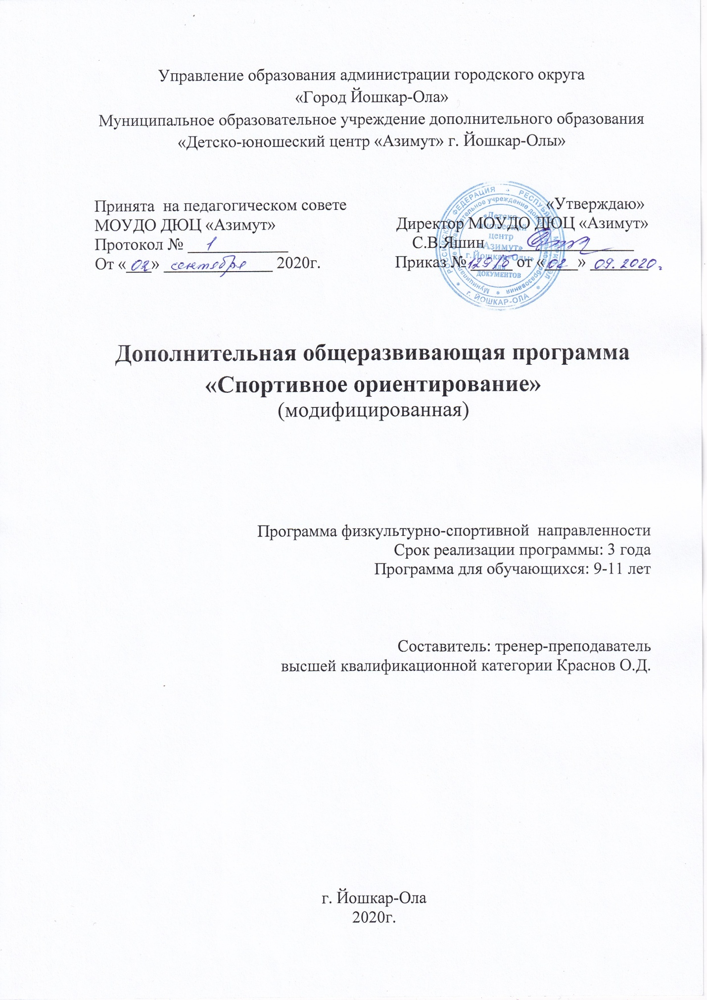 Управление образования администрации городского округа
«Город Йошкар-Ола»
Муниципальное образовательное учреждение дополнительного образования
«Детско-юношеский центр «Азимут» г. Йошкар-Олы»
Принята на педагогическом совете
МОУДО ДЮЦ «Азимут»
Протокол № 1
От «02» сентября 2020г.
«Утверждаю»
Директор МОУДО ДЮЦ «Азимут»
С.В.Яшин
Приказ № от «02» 09.2020г
РОССИЙСКАЯ ФЕДЕРАЦИЯ * РЕСПУБЛИКА МАРИЙ ЭЛ * г. ЙОШКАР-ОЛА *
Муниципальное образовательное учреждение дополнительного образования *
«Детско-
юношеский
центр
«Азимут»
г.Йошкар-Олы»
для
ДОКУМЕНТОВ
Дополнительная общеразвивающая программа
«Спортивное ориентирование»
(модифицированная)
Программа физкультурно-спортивной направленности
Срок реализации программы: 3 года
Программа для обучающихся: 9-11 лет
Составитель: тренер-преподаватель
высшей квалификационной категории Краснов О.Д.
г. Йошкар-Ола
2020г.